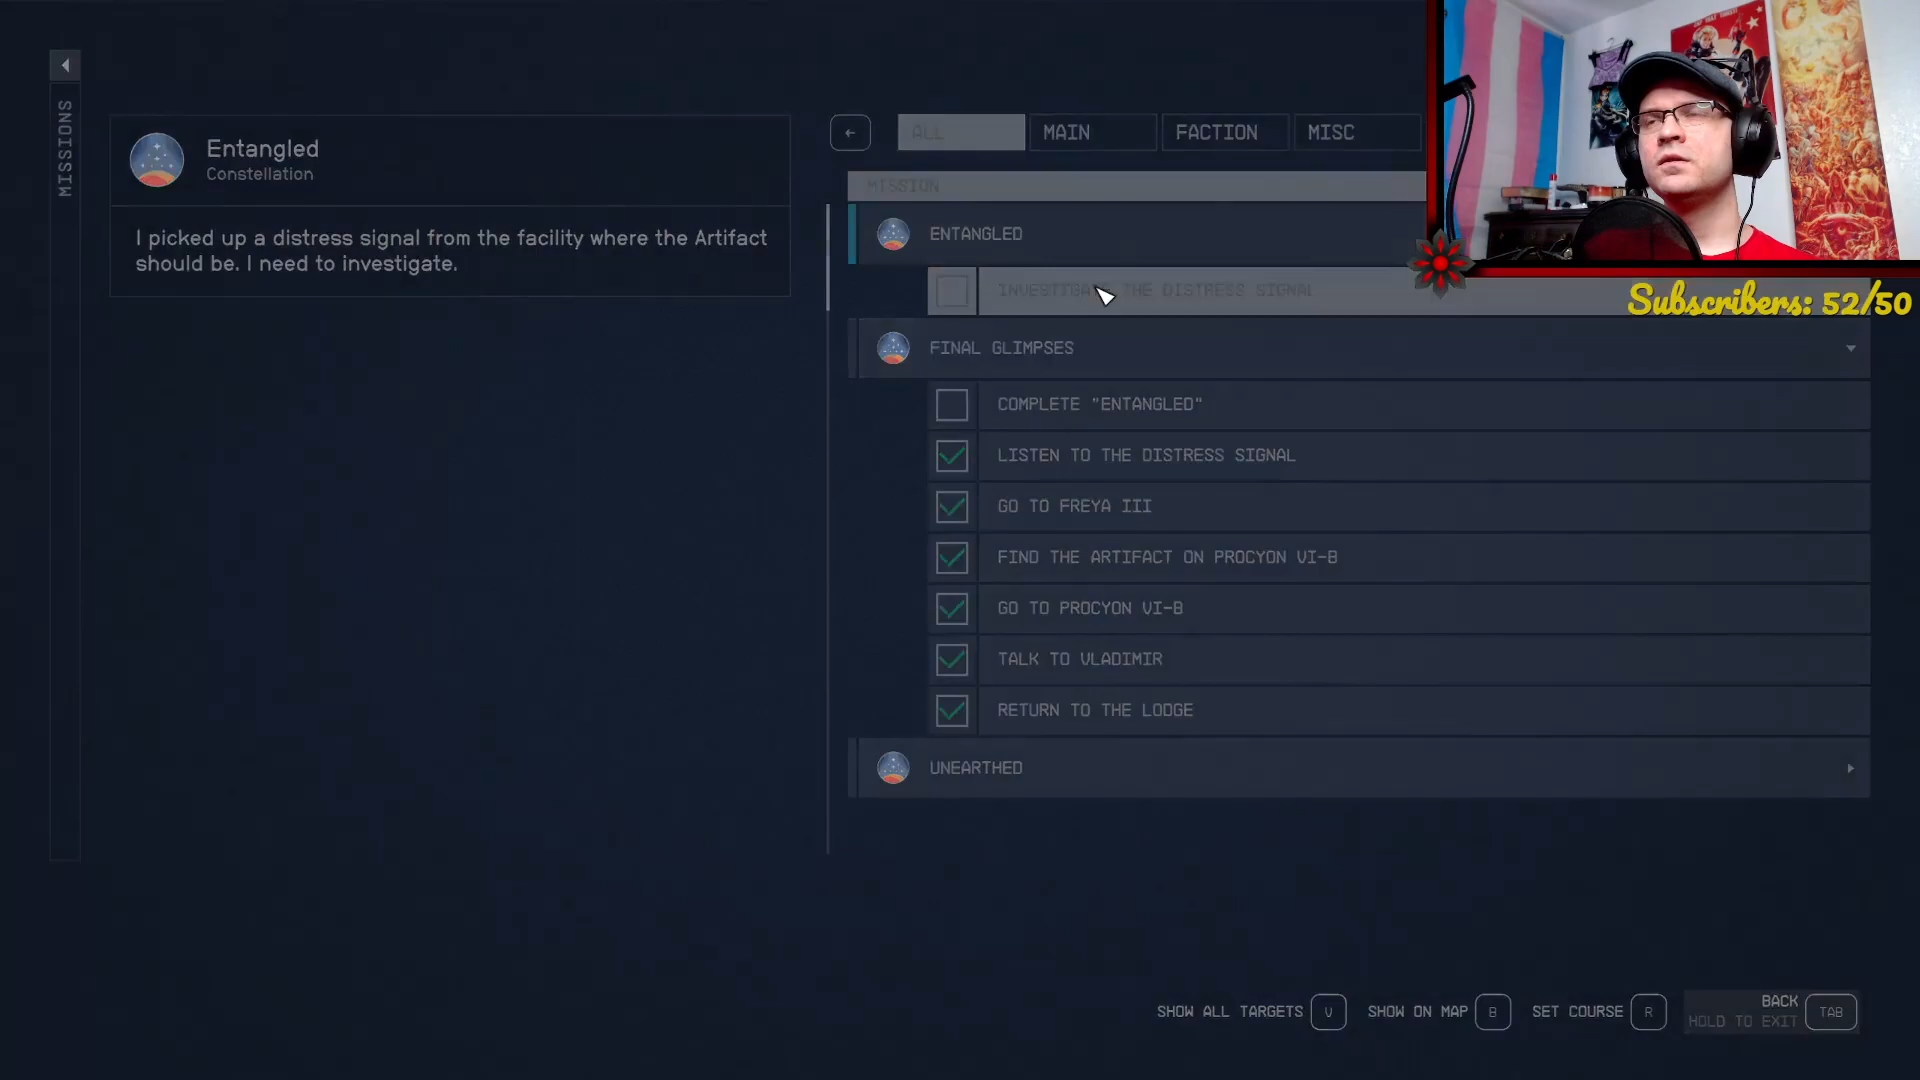 MISSIONS
Entangled
Constellation
I picked up a distress signal from the facility where the Artifact
should be. I need to investigate.
ALL
MAIN
FACTION
MISC
MISSION
ENTANGLED
INVESTIGATE THE DISTRESS SIGNAL
FINAL GLIMPSES
COMPLETE "ENTANGLED"
LISTEN TO THE DISTRESS SIGNAL
GO TO FREYA III
FIND THE ARTIFACT ON PROCYON VI-B
GO TO PROCYON VI-B
TALK TO VLADIMIR
RETURN TO THE LODGE
UNEARTHED
Subscribers: 52/50
SHOW ALL TARGETS V
SHOW ON MAP B
SET COURSE R
BACK
HOLD TO EXIT
TAB